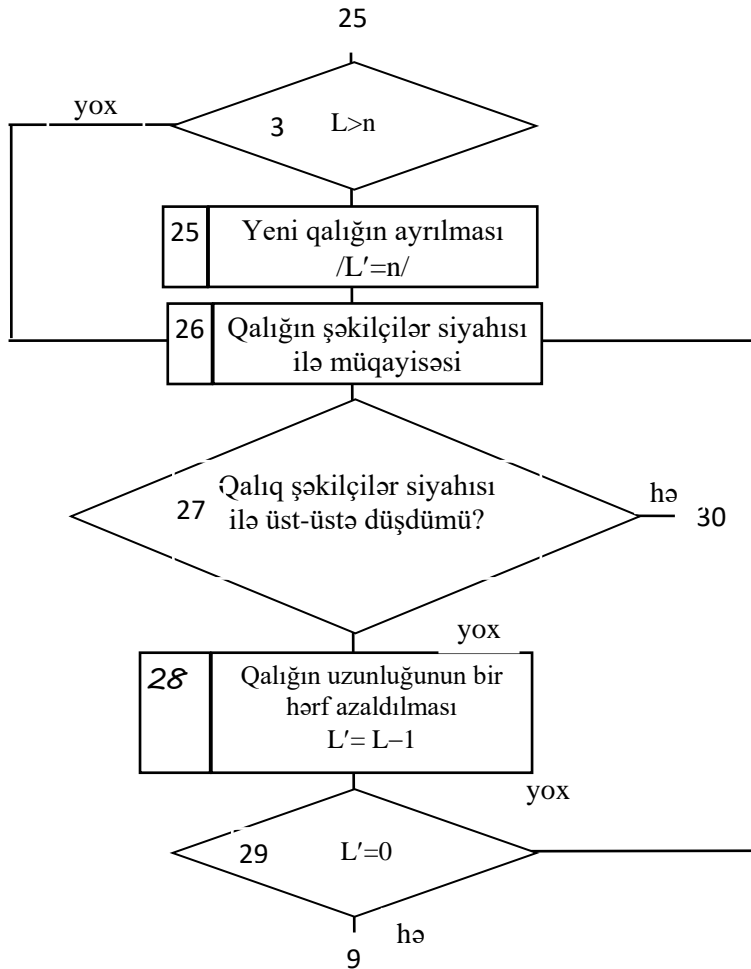 25
yox
3 L>n
25 Yeni qalığın ayrılması
/L′=n/
26 Qalığın şəkilçilər siyahısı
ilə müqayisəsi
Qalıq şəkilçilər siyahısı
27 ilə üst-üstə düşdümü?
hə
30
yox
28 Qalığın uzunluğunun bir
hərf azaldılması
L′= L–1
yox
29 L′=0
hə
9